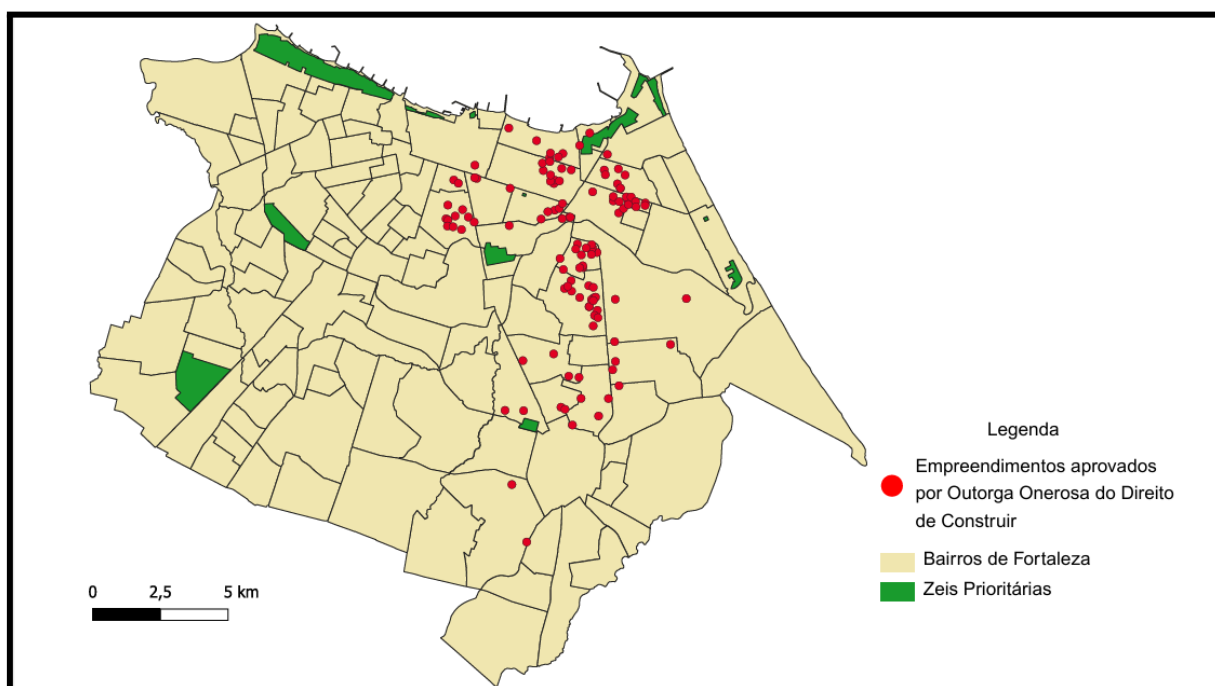 Legenda
Empreendimentos aprovados
por Outorga Onerosa do Direito
de Construir
Bairros de Fortaleza
Zeis Prioritárias
0 2,5 5 km